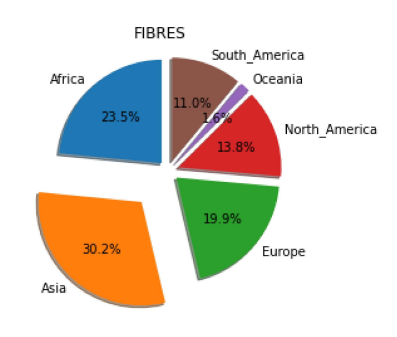 FIBRES
South_America
Oceania
Africa
11.0%
1.6%
23.5%
North_America
13.8%
19.9%
30.2%
Europe
Asia